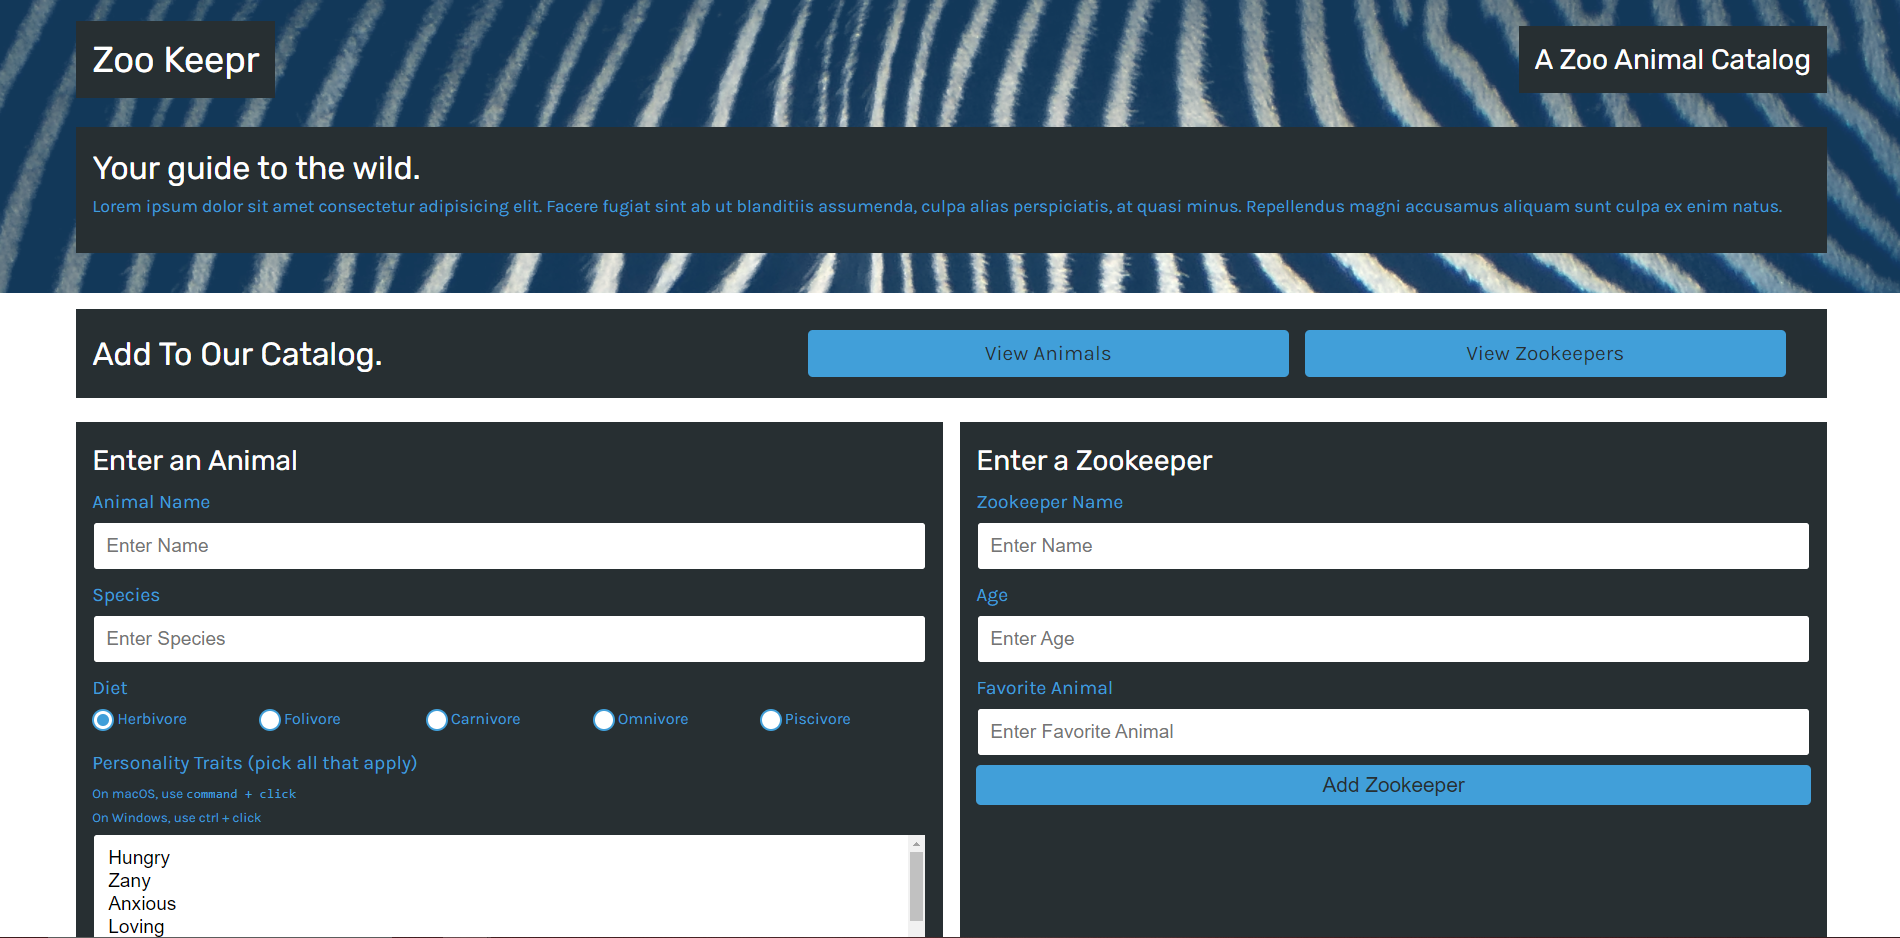 Zoo Keepr
A Zoo Animal Catalog
Your guide to the wild.
Lorem ipsum dolor sit amet consectetur adipisicing elit. Facere fugiat sint ab ut blanditiis assumenda, culpa alias perspiciatis, at quasi minus. Repellendus magni accusamus aliquam sunt culpa ex enim natus.
Add To Our Catalog.
View Animals
View Zookeepers
Enter an Animal
Animal Name
Enter Name
Species
Enter Species
Diet
Herbivore Folivore Carnivore Omnivore Piscivore
Personality Traits (pick all that apply)
On macOS, use command + click
On Windows, use ctrl + click
Hungry
Zany
Anxious
Loving
Enter a Zookeeper
Zookeeper Name
Enter Name
Age
Enter Age
Favorite Animal
Enter Favorite Animal
Add Zookeeper